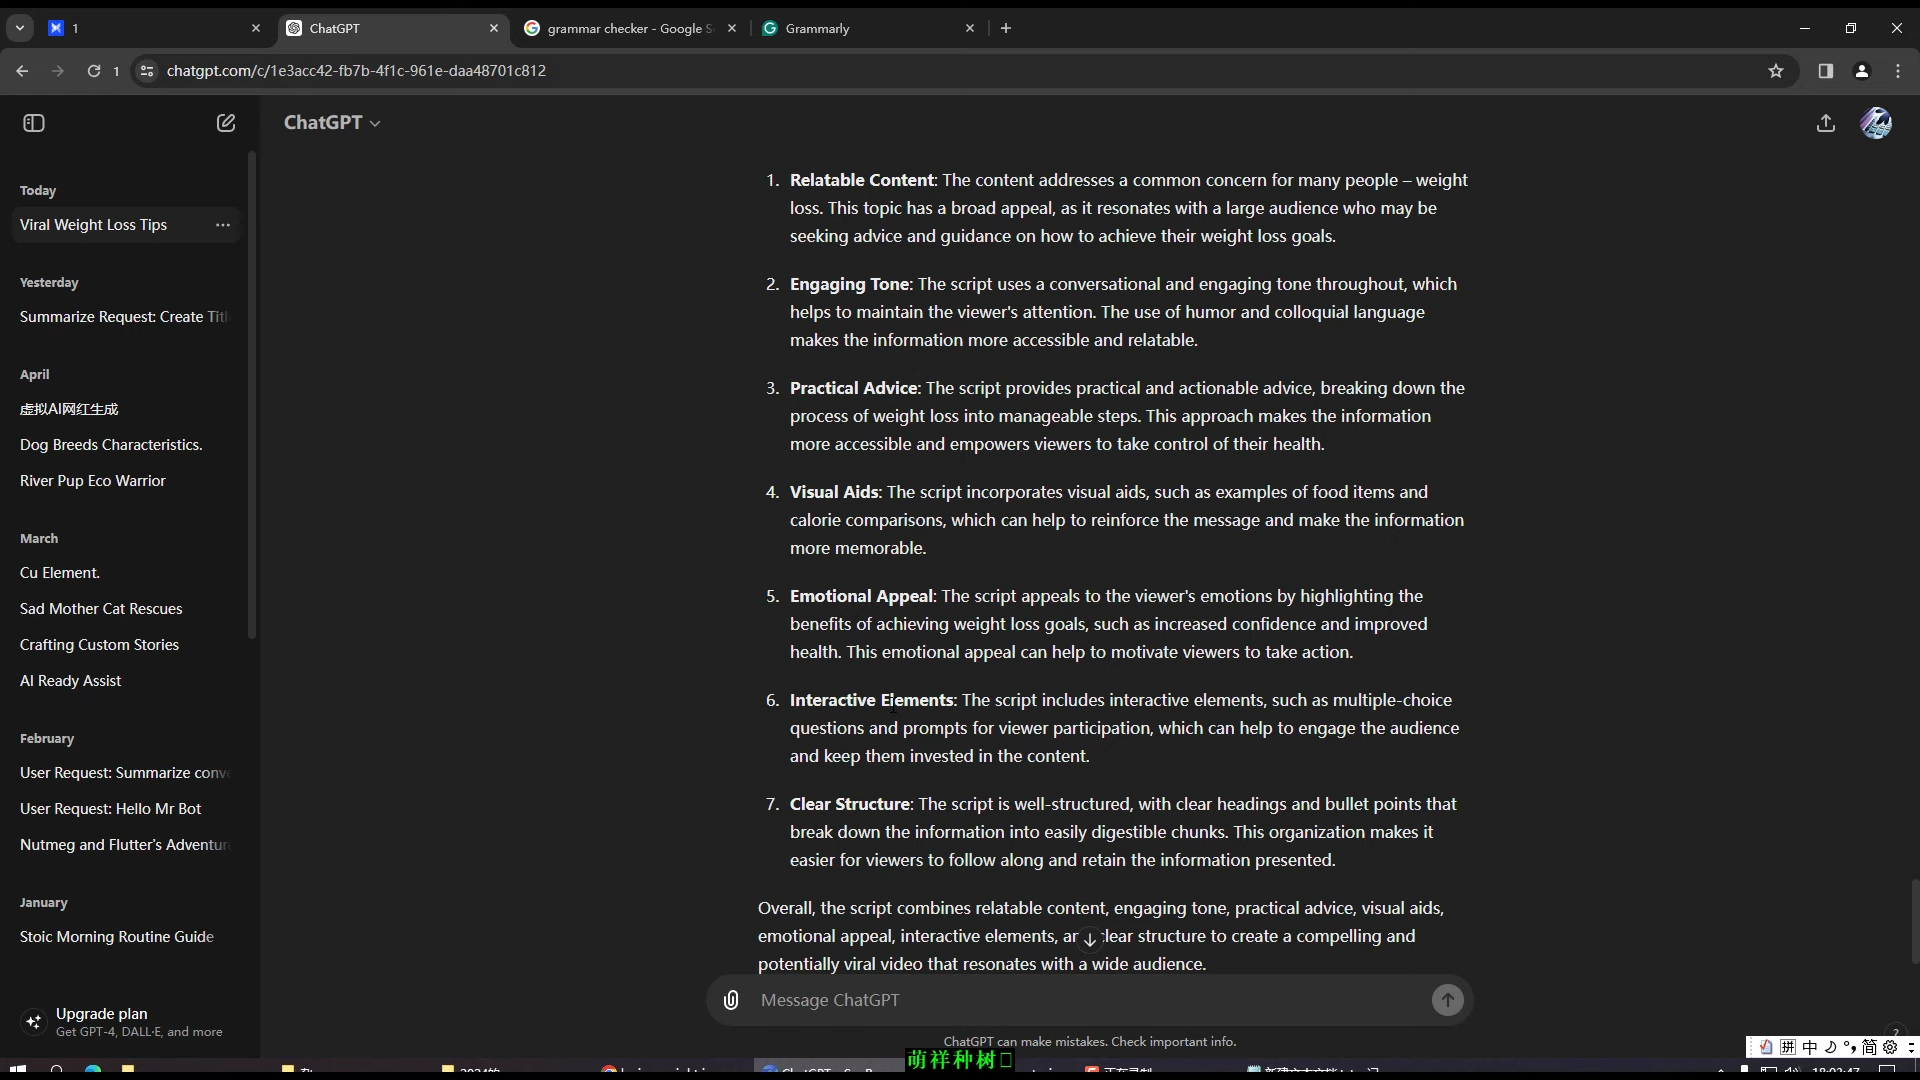 1
ChatGPT
grammar checker - Google S
Grammarly
1
chatgpt.com/c/1e3acc42-fb7b-4f1c-961e-daa48701c812
ChatGPT
Today
Viral Weight Loss Tips
Yesterday
Summarize Request: Create Titl
April
虚拟AI网红生成
Dog Breeds Characteristics.
River Pup Eco Warrior
March
Cu Element.
Sad Mother Cat Rescues
Crafting Custom Stories
AI Ready Assist
February
User Request: Summarize conve
User Request: Hello Mr Bot
Nutmeg and Flutter's Adventure
January
Stoic Morning Routine Guide
Upgrade plan
Get GPT-4, DALL·E, and more
1. Relatable Content: The content addresses a common concern for many people – weight
loss. This topic has a broad appeal, as it resonates with a large audience who may be
seeking advice and guidance on how to achieve their weight loss goals.
2. Engaging Tone: The script uses a conversational and engaging tone throughout, which
helps to maintain the viewer's attention. The use of humor and colloquial language
makes the information more accessible and relatable.
3. Practical Advice: The script provides practical and actionable advice, breaking down the
process of weight loss into manageable steps. This approach makes the information
more accessible and empowers viewers to take control of their health.
4. Visual Aids: The script incorporates visual aids, such as examples of food items and
calorie comparisons, which can help to reinforce the message and make the information
more memorable.
5. Emotional Appeal: The script appeals to the viewer's emotions by highlighting the
benefits of achieving weight loss goals, such as increased confidence and improved
health. This emotional appeal can help to motivate viewers to take action.
6. Interactive Elements: The script includes interactive elements, such as multiple-choice
questions and prompts for viewer participation, which can help to engage the audience
and keep them invested in the content.
7. Clear Structure: The script is well-structured, with clear headings and bullet points that
break down the information into easily digestible chunks. This organization makes it
easier for viewers to follow along and retain the information presented.
Overall, the script combines relatable content, engaging tone, practical advice, visual aids,
emotional appeal, interactive elements, and clear structure to create a compelling and
potentially viral video that resonates with a wide audience.
Message ChatGPT
ChatGPT can make mistakes. Check important info.
?
萌祥种树
拼 中 简